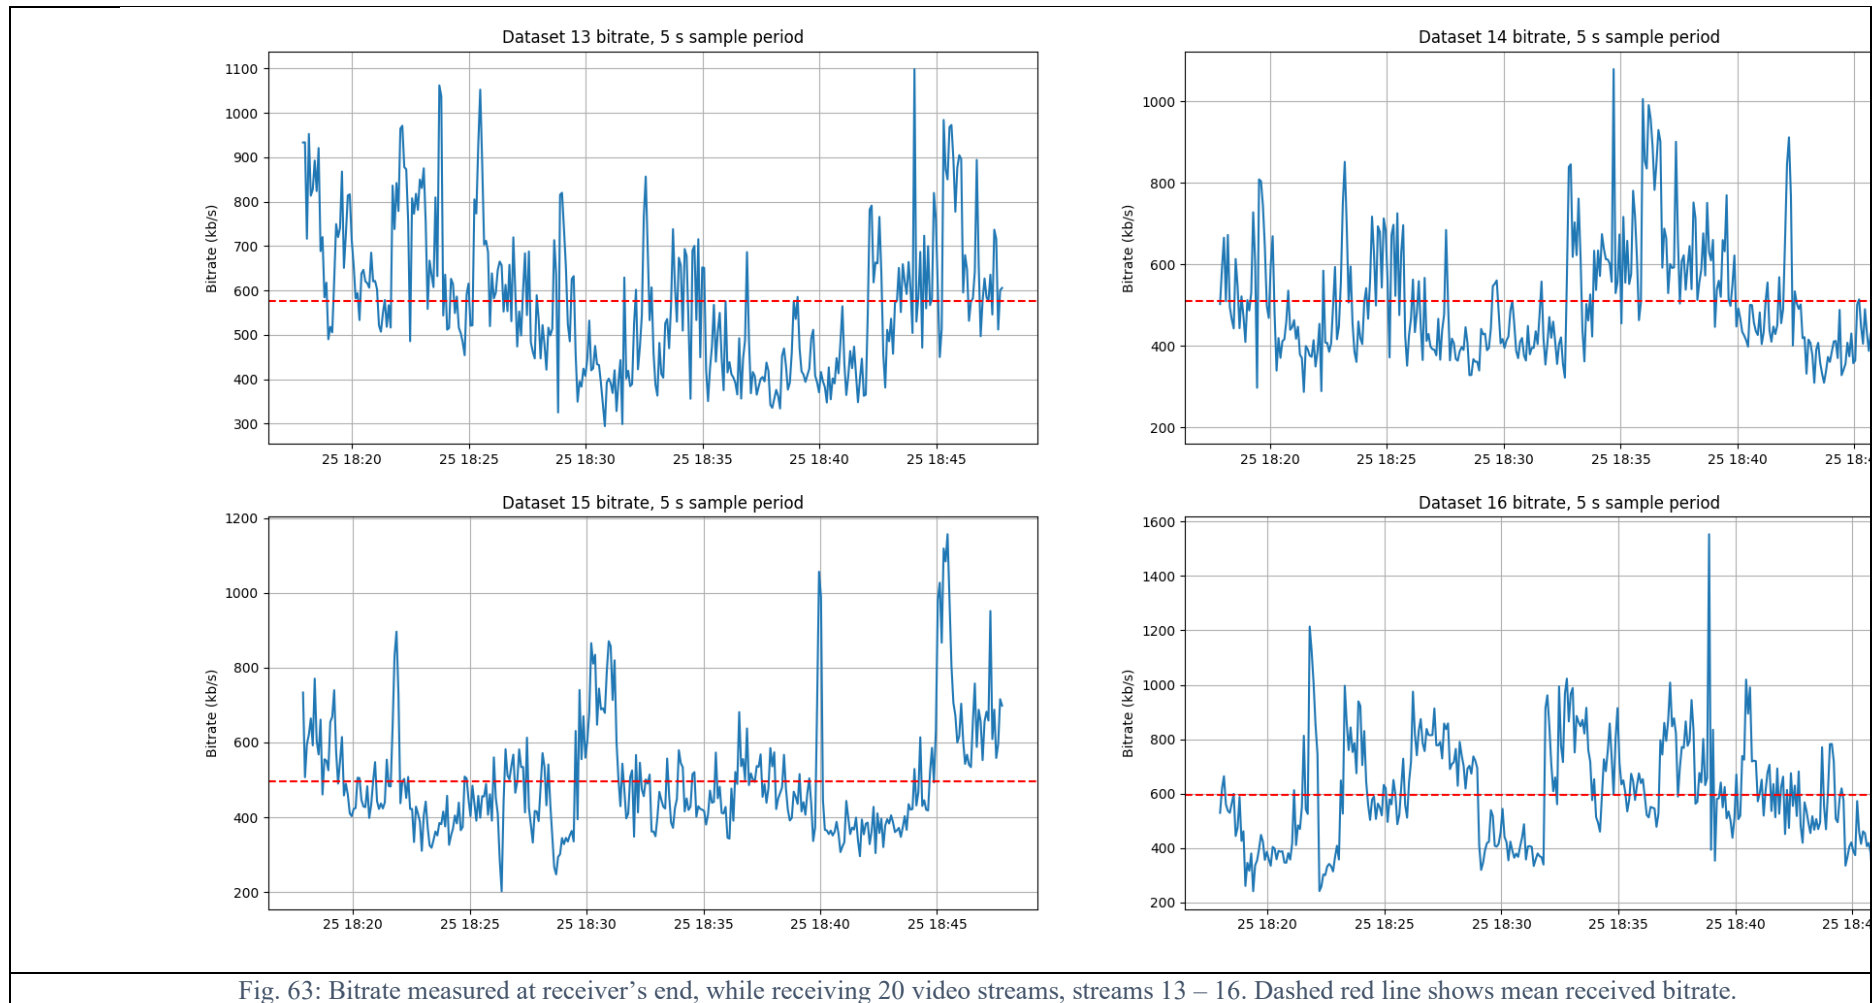 Dataset 13 bitrate, 5 s sample period
Bitrate (kb/s)
1100
1000
900
800
700
600
500
400
300
25 18:20 25 18:25 25 18:30 25 18:35 25 18:40 25 18:45
Dataset 14 bitrate, 5 s sample period
Bitrate (kb/s)
1000
800
600
400
200
25 18:20 25 18:25 25 18:30 25 18:35 25 18:40 25 18:4
Dataset 15 bitrate, 5 s sample period
Bitrate (kb/s)
1200
1000
800
600
400
200
25 18:20 25 18:25 25 18:30 25 18:35 25 18:40 25 18:45
Dataset 16 bitrate, 5 s sample period
Bitrate (kb/s)
1600
1400
1200
1000
800
600
400
200
25 18:20 25 18:25 25 18:30 25 18:35 25 18:40 25 18:4
Fig. 63: Bitrate measured at receiver’s end, while receiving 20 video streams, streams 13 – 16. Dashed red line shows mean received bitrate.